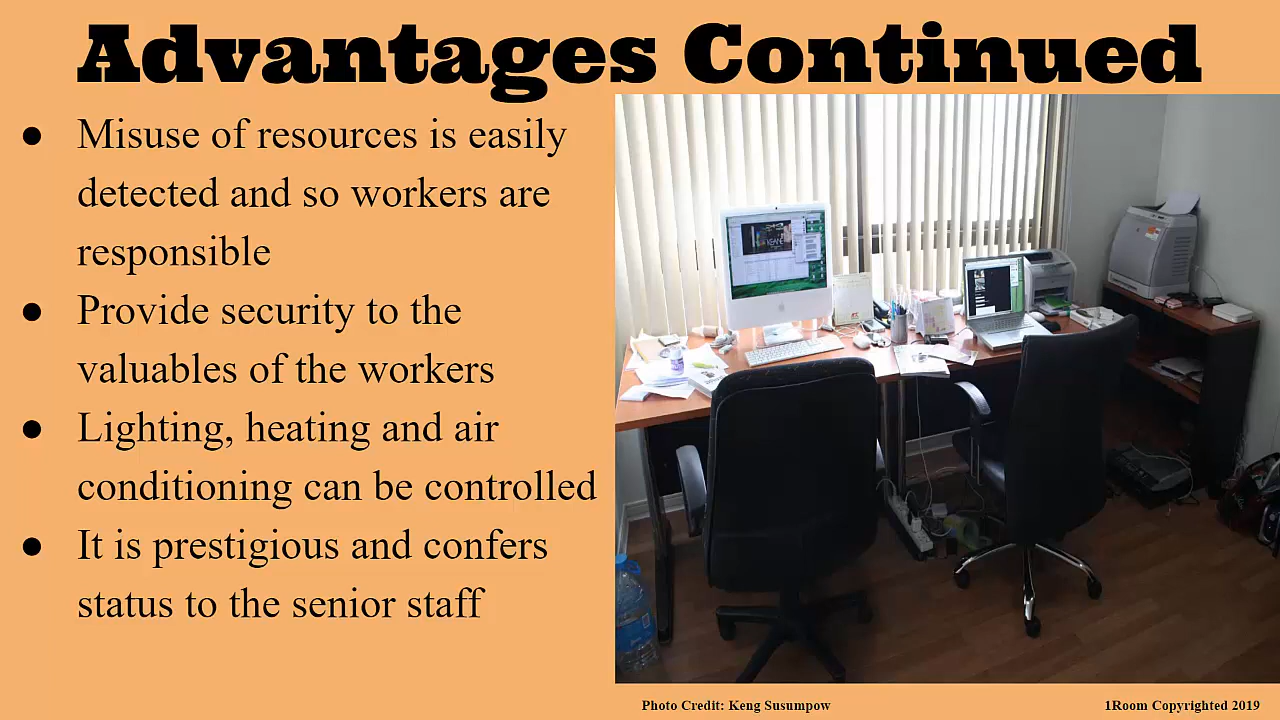 Advantages Continued
● Misuse of resources is easily
detected and so workers are
responsible
● Provide security to the
valuables of the workers
● Lighting, heating and air
conditioning can be controlled
● It is prestigious and confers
status to the senior staff
KEANE
Photo Credit: Keng Susumpow
1Room Copyrighted 2019